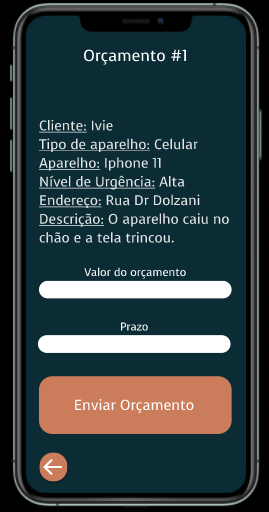 Orçamento #1
Cliente: Ivie
Tipo de aparelho: Celular
Aparelho: Iphone 11
Nível de Urgência: Alta
Endereço: Rua Dr Dolzani
Descrição: O aparelho caiu no
chão e a tela trincou.
Valor do orçamento
Prazo
Enviar Orçamento